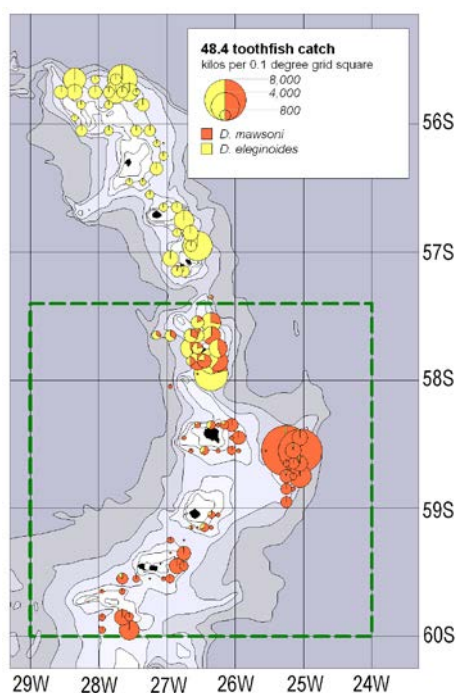 48.4 toothfish catch
kilos per 0.1 degree grid square
8,000
4,000
800
D. mawsoni
D. eleginoides
56S
57S
58S
59S
60S
29W 28W 27W 26W 25W 24W